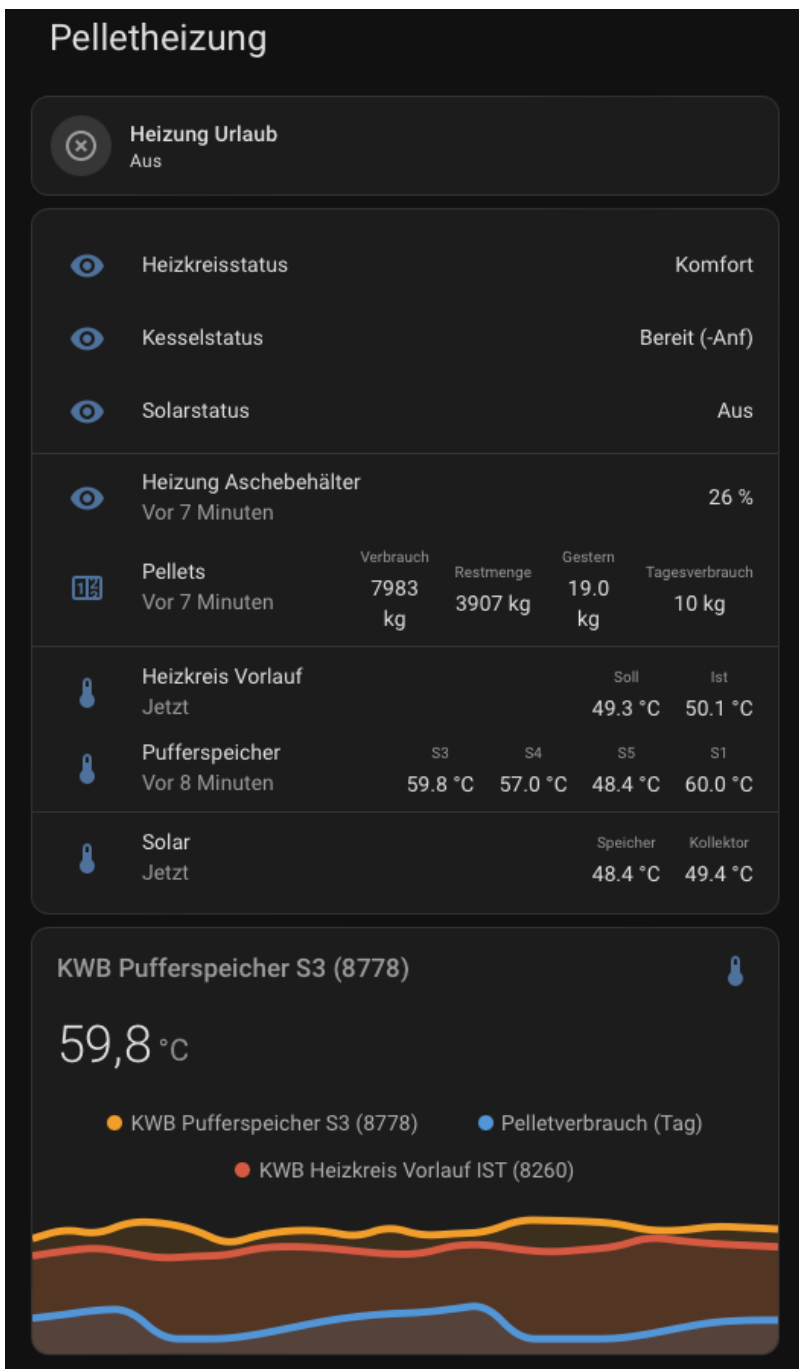 Pelletheizung
Heizung Urlaub
Aus
Heizkreisstatus Komfort
Kesselstatus Bereit (-Anf)
Solarstatus Aus
Heizung Aschebehälter
Vor 7 Minuten
26 %
Pellets
Vor 7 Minuten
Verbrauch
7983
kg
Restmenge
3907 kg
Gestern
19.0
kg
Tagesverbrauch
10 kg
Heizkreis Vorlauf
Jetzt
Soll
49.3 °C
Ist
50.1 °C
Pufferspeicher
Vor 8 Minuten
S3
59.8 °C
S4
57.0 °C
S5
48.4 °C
S1
60.0 °C
Solar
Jetzt
Speicher
48.4 °C
Kollektor
49.4 °C
KWB Pufferspeicher S3 (8778)
59,8 °C
KWB Pufferspeicher S3 (8778)
Pelletverbrauch (Tag)
KWB Heizkreis Vorlauf IST (8260)